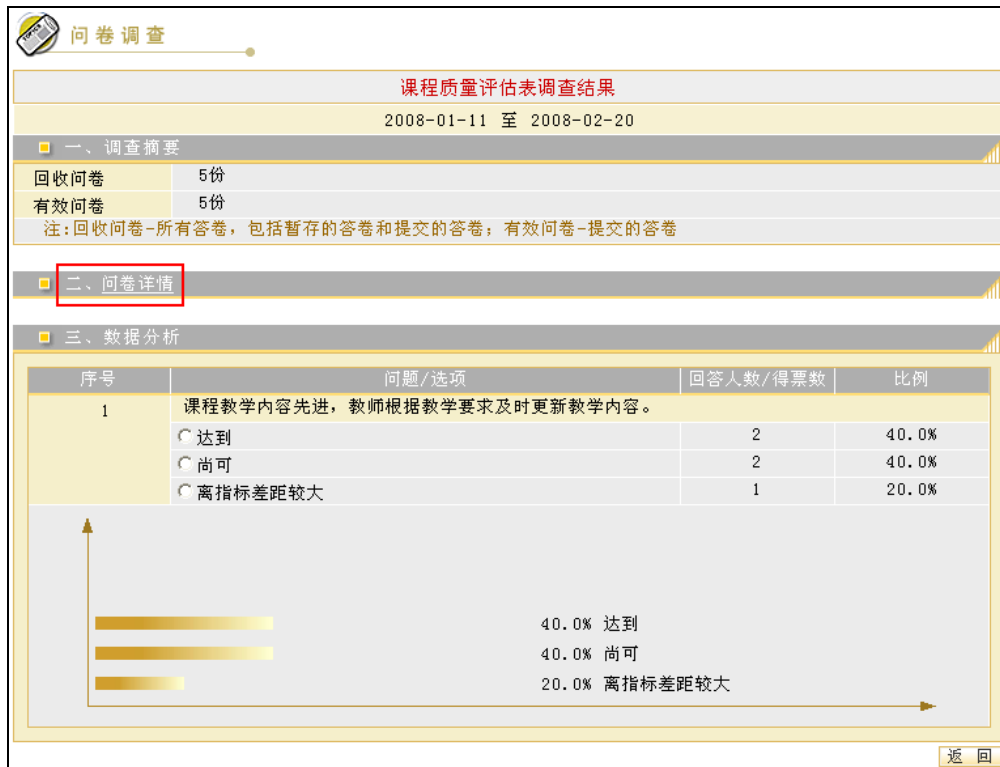 问卷调查
课程质量评估表调查结果
2008-01-11 至 2008-02-20
一、调查摘要
回收问卷 5份
有效问卷 5份
注:回收问卷-所有答卷，包括暂存的答卷和提交的答卷；有效问卷-提交的答卷
二、问卷详情
三、数据分析
序号 问题/选项 回答人数/得票数 比例
1 课程教学内容先进，教师根据教学要求及时更新教学内容。
达到 2 40.0%
尚可 2 40.0%
离指标差距较大 1 20.0%
40.0% 达到
40.0% 尚可
20.0% 离指标差距较大
返 回